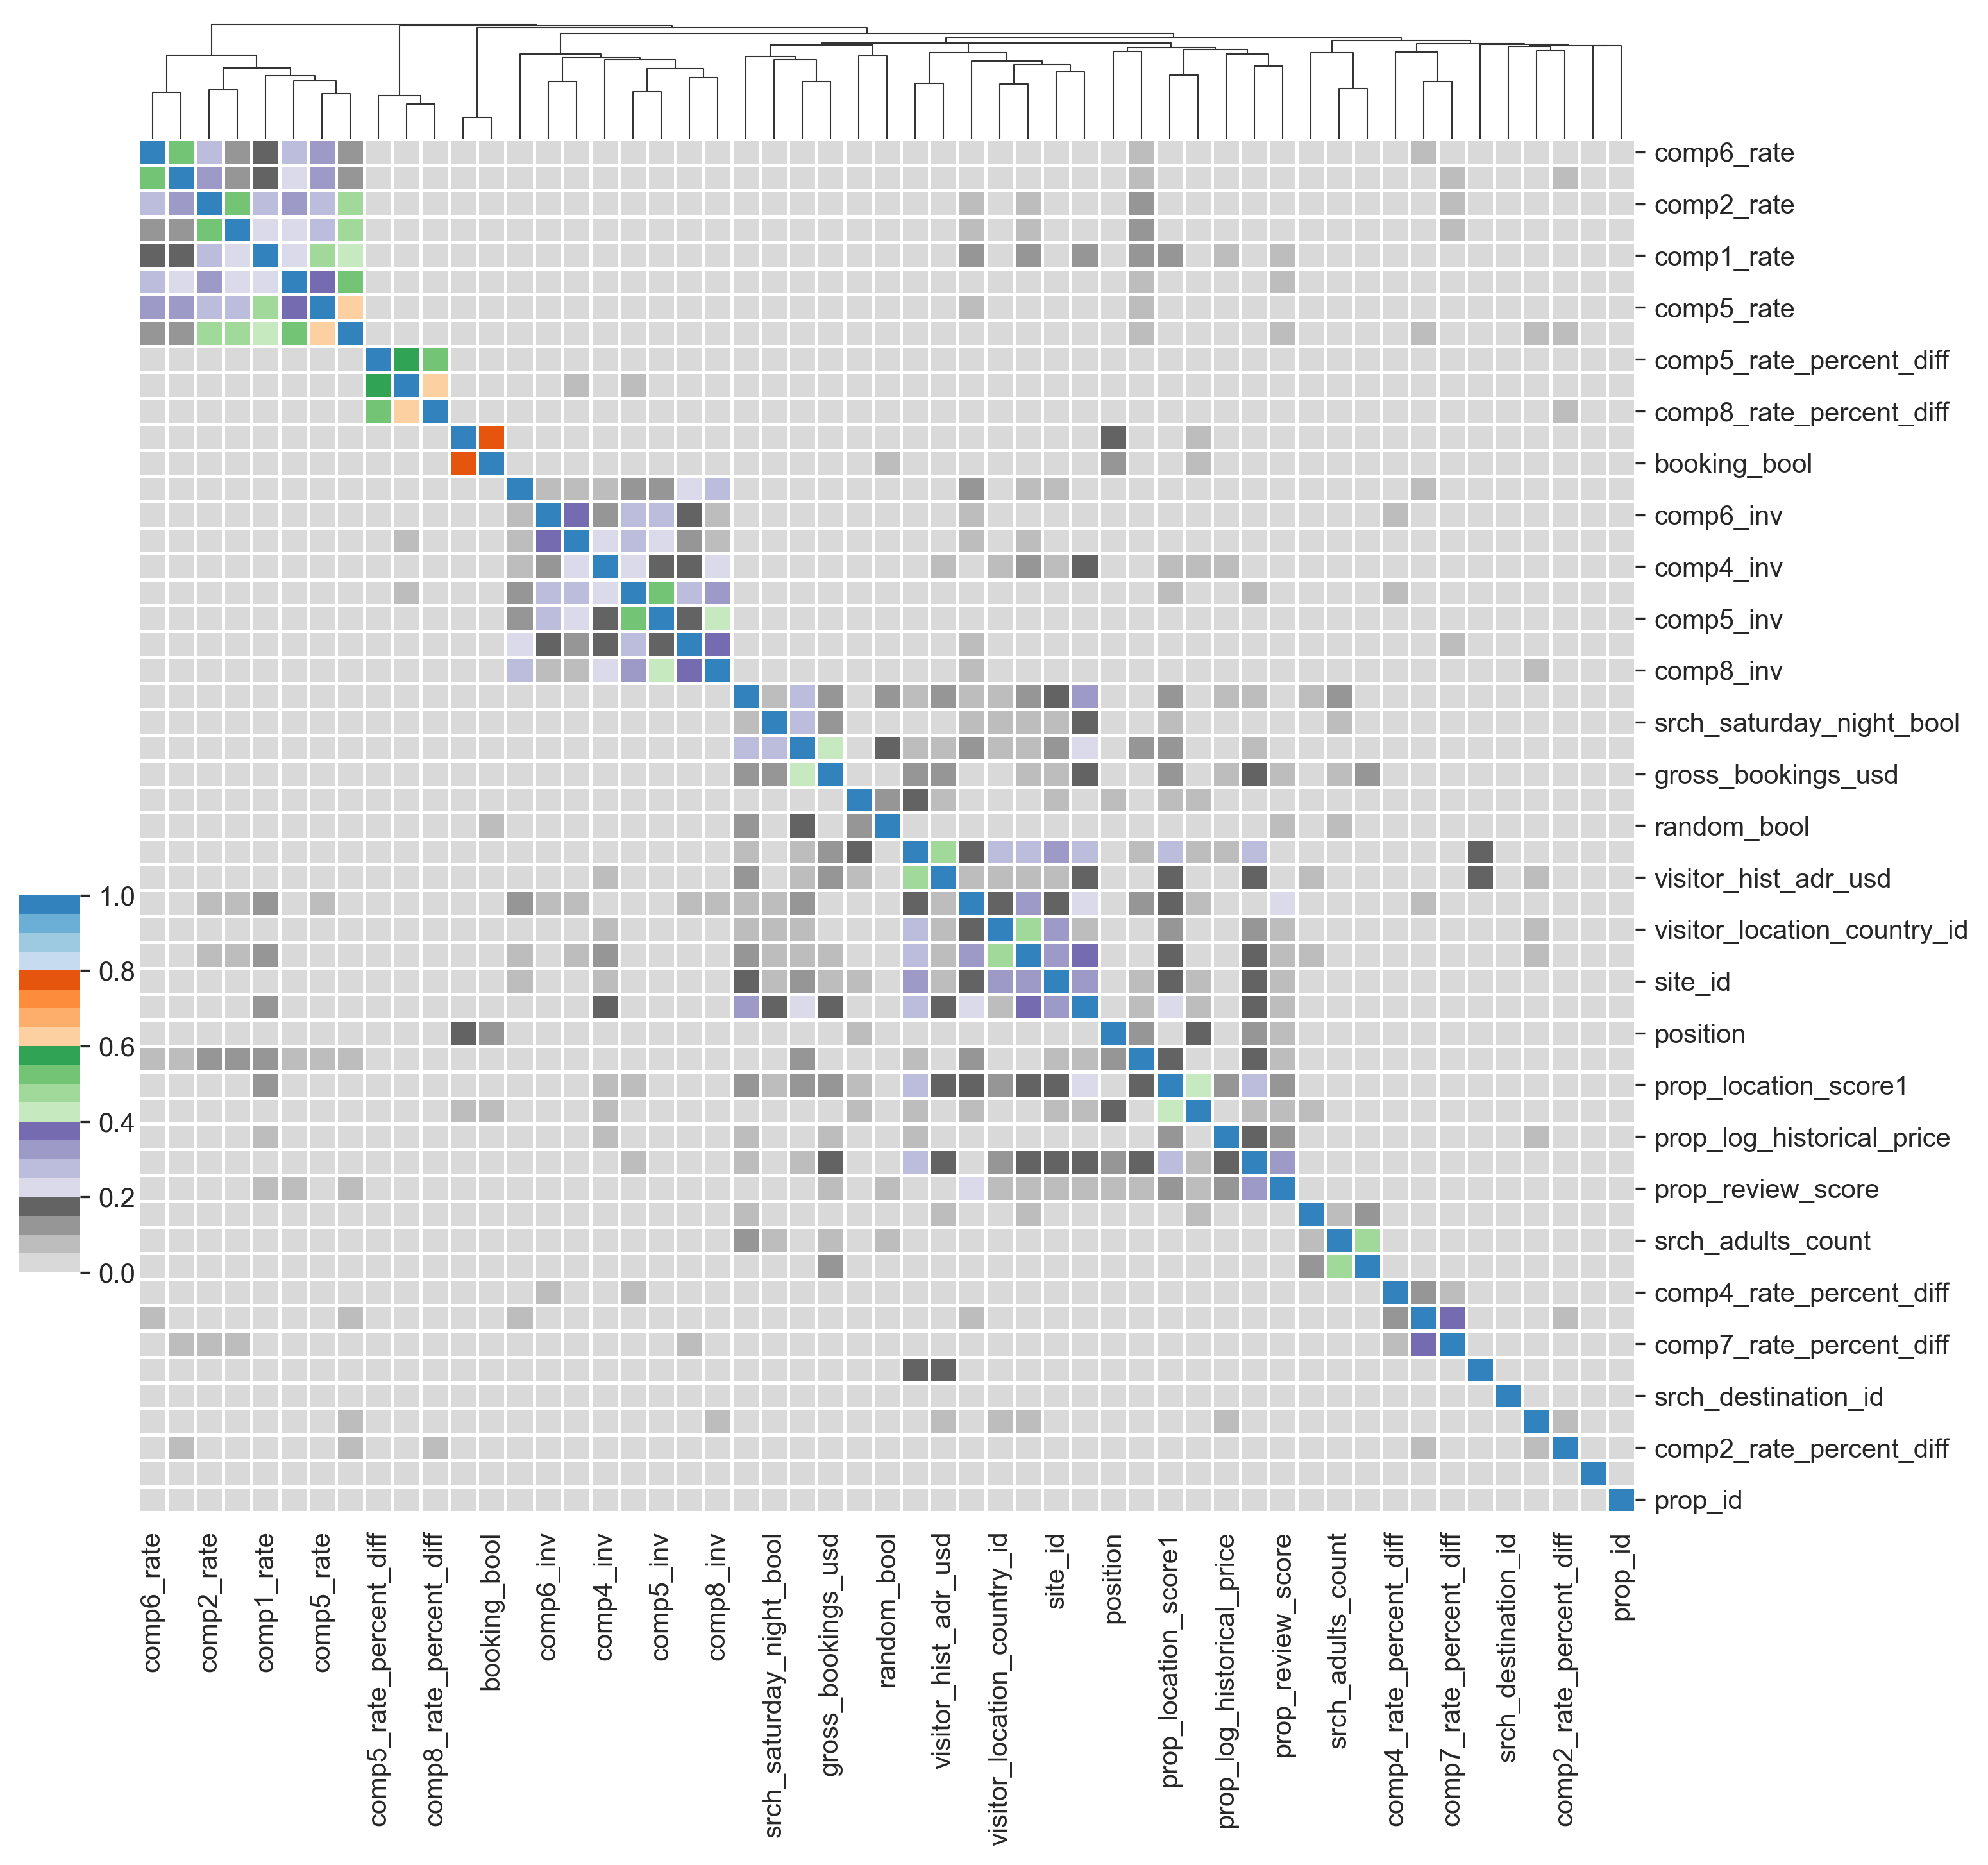 comp6_rate
comp2_rate
comp1_rate
comp5_rate
comp5_rate_percent_diff
comp8_rate_percent_diff
booking_bool
comp6_inv
comp4_inv
comp5_inv
comp8_inv
srch_saturday_night_bool
gross_bookings_usd
random_bool
visitor_hist_adr_usd
visitor_location_country_id
site_id
position
prop_location_score1
prop_log_historical_price
prop_review_score
srch_adults_count
comp4_rate_percent_diff
comp7_rate_percent_diff
srch_destination_id
comp2_rate_percent_diff
prop_id
1.0
0.8
0.6
0.4
0.2
0.0
comp6_rate
comp2_rate
comp1_rate
comp5_rate
comp5_rate_percent_diff
comp8_rate_percent_diff
booking_bool
comp6_inv
comp4_inv
comp5_inv
comp8_inv
srch_saturday_night_bool
gross_bookings_usd
random_bool
visitor_hist_adr_usd
visitor_location_country_id
site_id
position
prop_location_score1
prop_log_historical_price
prop_review_score
srch_adults_count
comp4_rate_percent_diff
comp7_rate_percent_diff
srch_destination_id
comp2_rate_percent_diff
prop_id